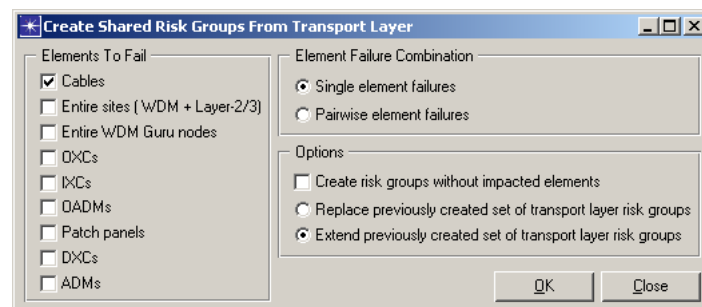 Create Shared Risk Groups From Transport Layer
Elements To Fail
Cables
Entire sites ( WDM + Layer-2/3)
Entire WDM Guru nodes
OXCs
IXCs
OADMs
Patch panels
DXCs
ADMs
Element Failure Combination
Single element failures
Pairwise element failures
Options
Create risk groups without impacted elements
Replace previously created set of transport layer risk groups
Extend previously created set of transport layer risk groups
OK
Close